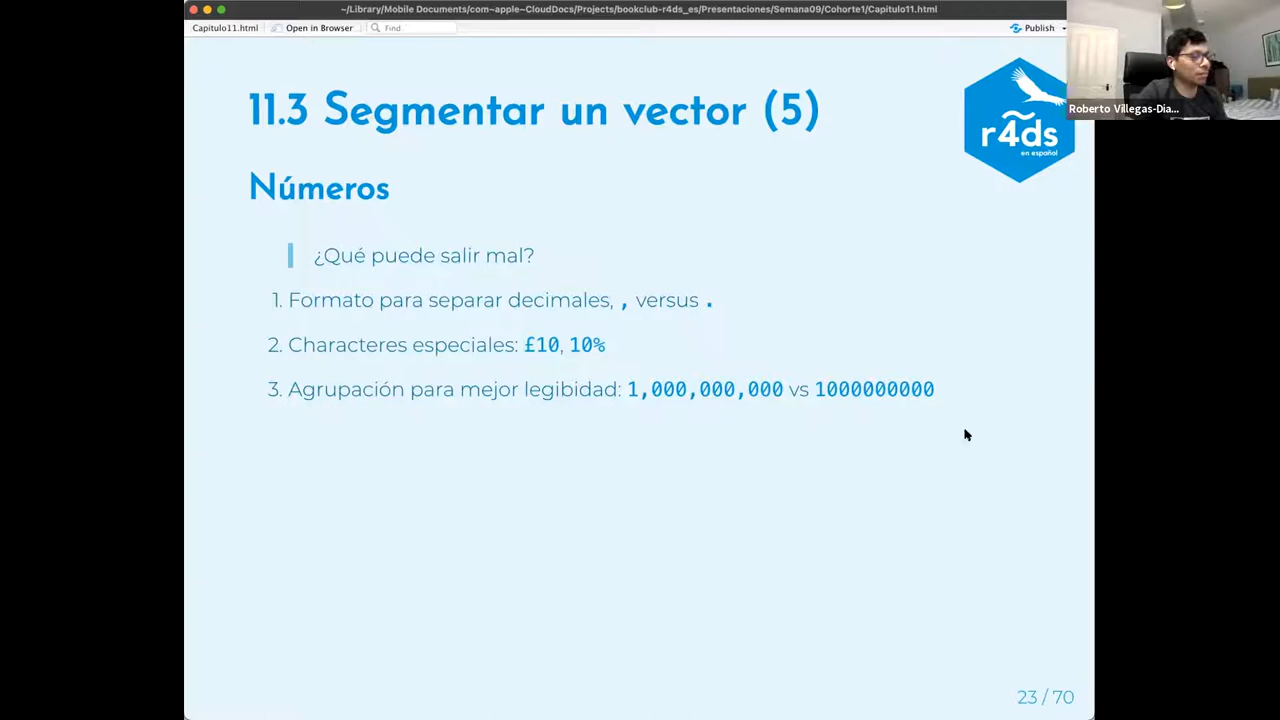 ~/Library/Mobile Documents/com~apple~CloudDocs/Projects/bookclub-r4ds_es/Presentaciones/Semana09/Cohorte1/Capitulo11.html
Capitulo11.html Open in Browser Find Publish
11.3 Segmentar un vector (5)
r4ds
en español
Roberto Villegas-Dia...
Números
¿Qué puede salir mal?
1. Formato para separar decimales, , versus .
2. Characteres especiales: £10, 10%
3. Agrupación para mejor legibidad: 1,000,000,000 vs 1000000000
23 / 70